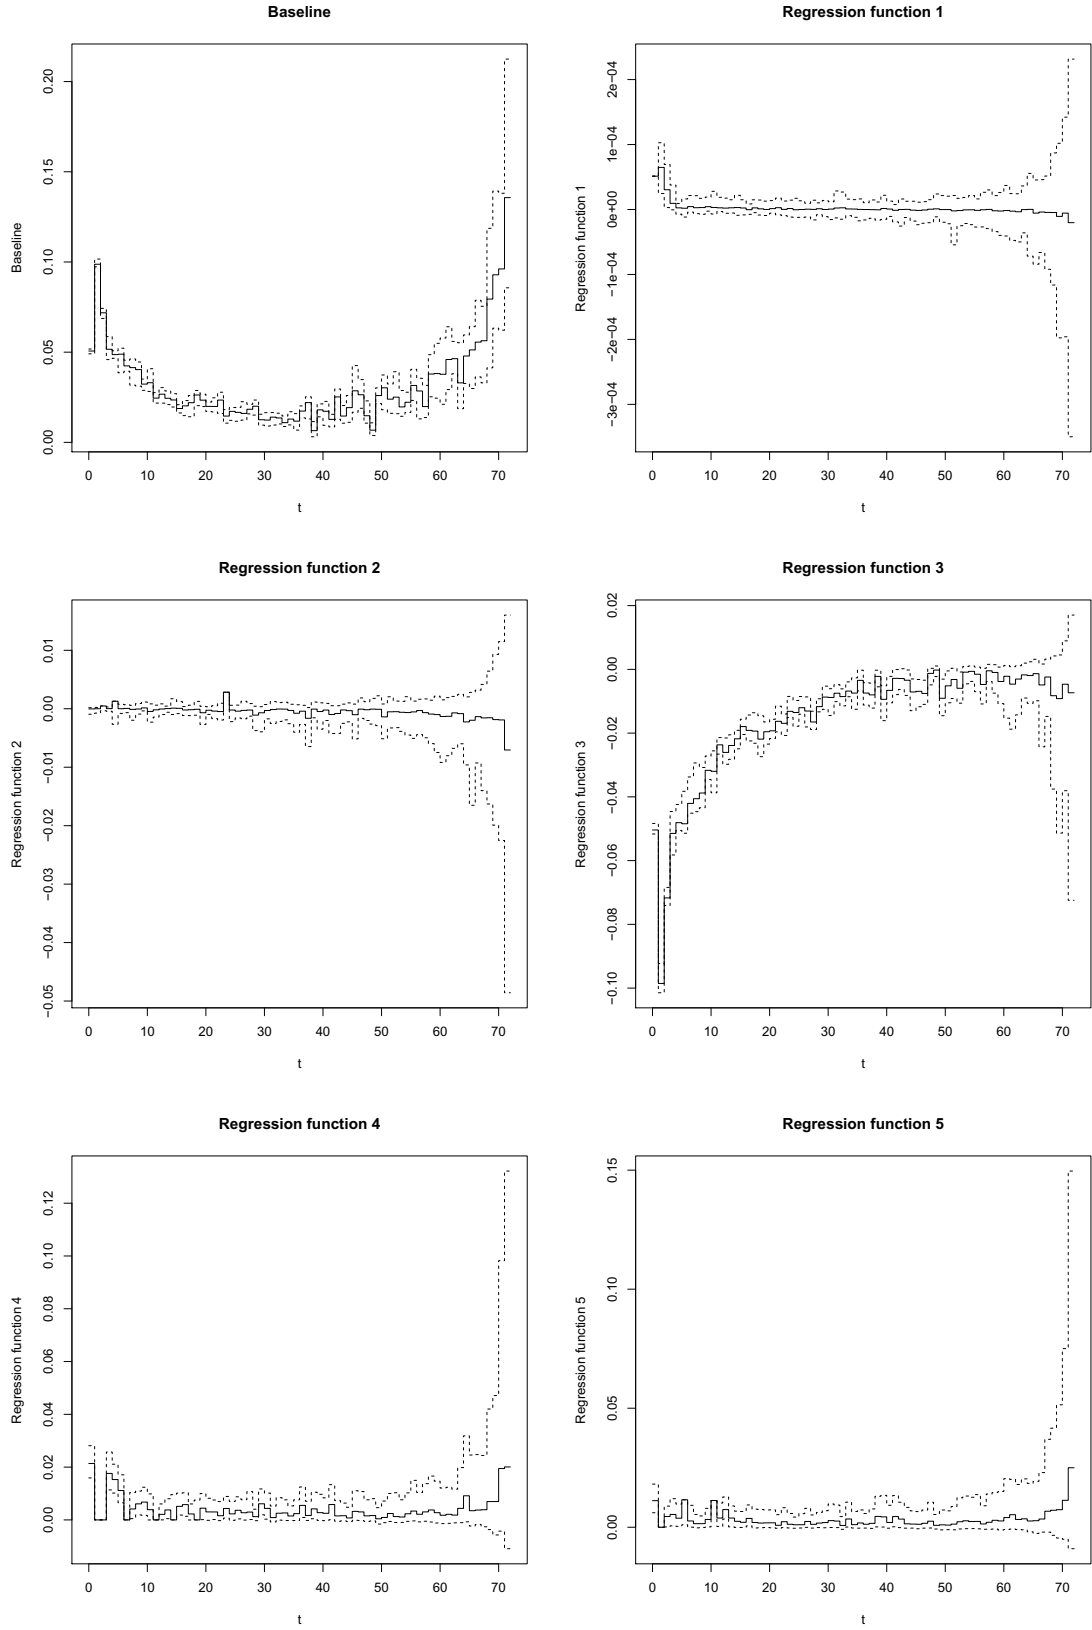 Baseline
Baseline
0.00 0.05 0.10 0.15 0.20
0 10 20 30 40 50 60 70
t
Regression function 1
Regression function 1
−3e−04 −2e−04 −1e−04 0e+00 1e−04 2e−04
0 10 20 30 40 50 60 70
t
Regression function 2
Regression function 2
−0.05 −0.04 −0.03 −0.02 −0.01 0.00 0.01
0 10 20 30 40 50 60 70
t
Regression function 3
Regression function 3
−0.10 −0.08 −0.06 −0.04 −0.02 0.00 0.02
0 10 20 30 40 50 60 70
t
Regression function 4
Regression function 4
0.00 0.02 0.04 0.06 0.08 0.10 0.12
0 10 20 30 40 50 60 70
t
Regression function 5
Regression function 5
0.00 0.05 0.10 0.15
0 10 20 30 40 50 60 70
t